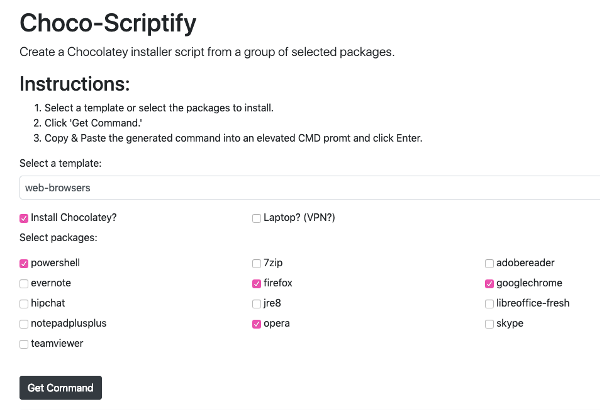 Choco-Scriptify
Create a Chocolatey installer script from a group of selected packages.
Instructions:
1. Select a template or select the packages to install.
2. Click 'Get Command.'
3. Copy & Paste the generated command into an elevated CMD promt and click Enter.
Select a template:
web-browsers
Install Chocolatey? Laptop? (VPN?)
Select packages:
powershell 7zip adobereader
evernote firefox googlechrome
hipchat jre8 libreoffice-fresh
notepadplusplus opera skype
teamviewer
Get Command